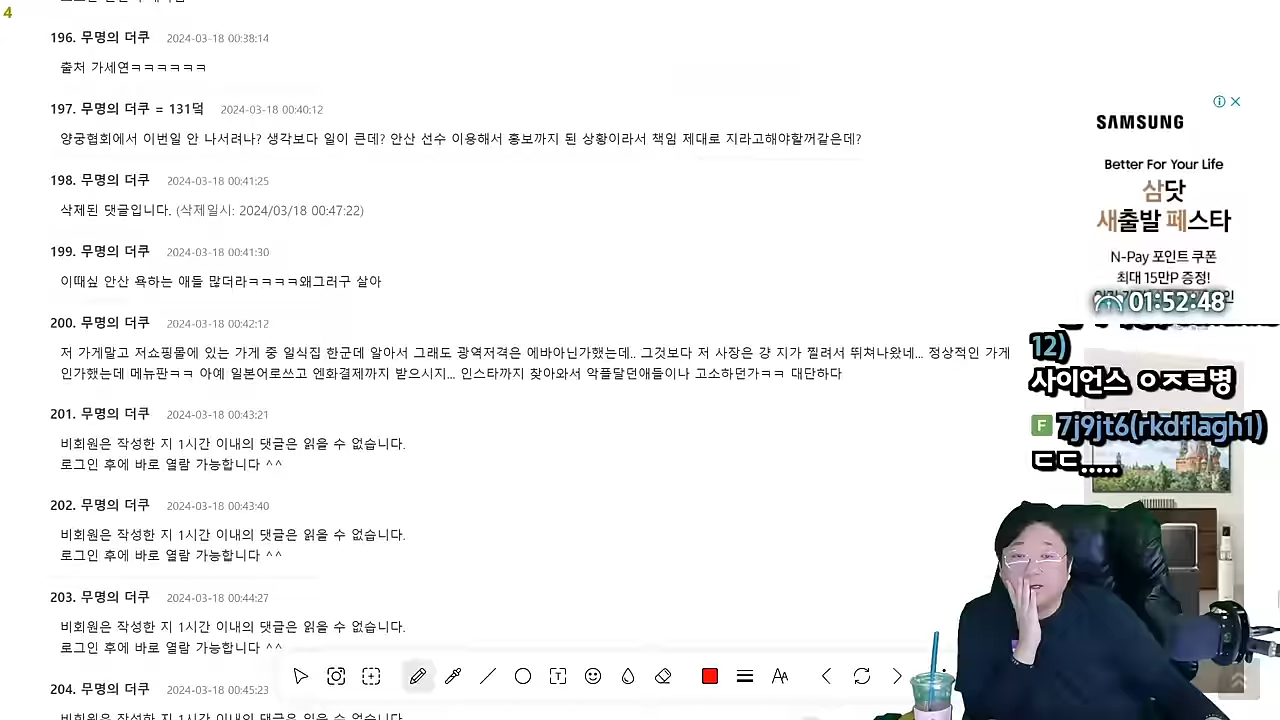 4
196. 무명의 더쿠 2024-03-18 00:38:14
출처 가세연ㅋㅋㅋㅋㅋㅋ
197. 무명의 더쿠 = 131덬 2024-03-18 00:40:12
양궁협회에서 이번일 안 나서려나? 생각보다 일이 큰데? 안산 선수 이용해서 홍보까지 된 상황이라서 책임 제대로 지라고해야할꺼같은데?
198. 무명의 더쿠 2024-03-18 00:41:25
삭제된 댓글입니다. (삭제일시: 2024/03/18 00:47:22)
199. 무명의 더쿠 2024-03-18 00:41:30
이때싶 안산 욕하는 애들 많더라ㅋㅋㅋㅋ왜그러구 살아
200. 무명의 더쿠 2024-03-18 00:42:12
저 가게말고 저쇼핑몰에 있는 가게 중 일식집 한군데 알아서 그래도 광역저격은 에바아닌가했는데.. 그것보다 저 사장은 걍 지가 찔려서 뛰쳐나왔네... 정상적인 가게
인가했는데 메뉴판ㅋㅋ 아예 일본어로쓰고 엔화결제까지 받으시지... 인스타까지 찾아와서 악플달던애들이나 고소하던가ㅋㅋ 대단하다
201. 무명의 더쿠 2024-03-18 00:43:21
비회원은 작성한 지 1시간 이내의 댓글은 읽을 수 없습니다.
로그인 후에 바로 열람 가능합니다 ^^
202. 무명의 더쿠 2024-03-18 00:43:40
비회원은 작성한 지 1시간 이내의 댓글은 읽을 수 없습니다.
로그인 후에 바로 열람 가능합니다 ^^
203. 무명의 더쿠 2024-03-18 00:44:27
비회원은 작성한 지 1시간 이내의 댓글은 읽을 수 없습니다.
로그인 후에 바로 열람 가능합니다 ^^
204. 무명의 더쿠 2024-03-18 00:45:23
SAMSUNG
Better For Your Life
삼닷
새출발 페스타
N-Pay 포인트 쿠폰
최대 15만P 증정!
01:52:48
12)
사이언스 ㅇㅈㄹ병
F 7j9jt6(rkdflagh1)
ㄷㄷ.....